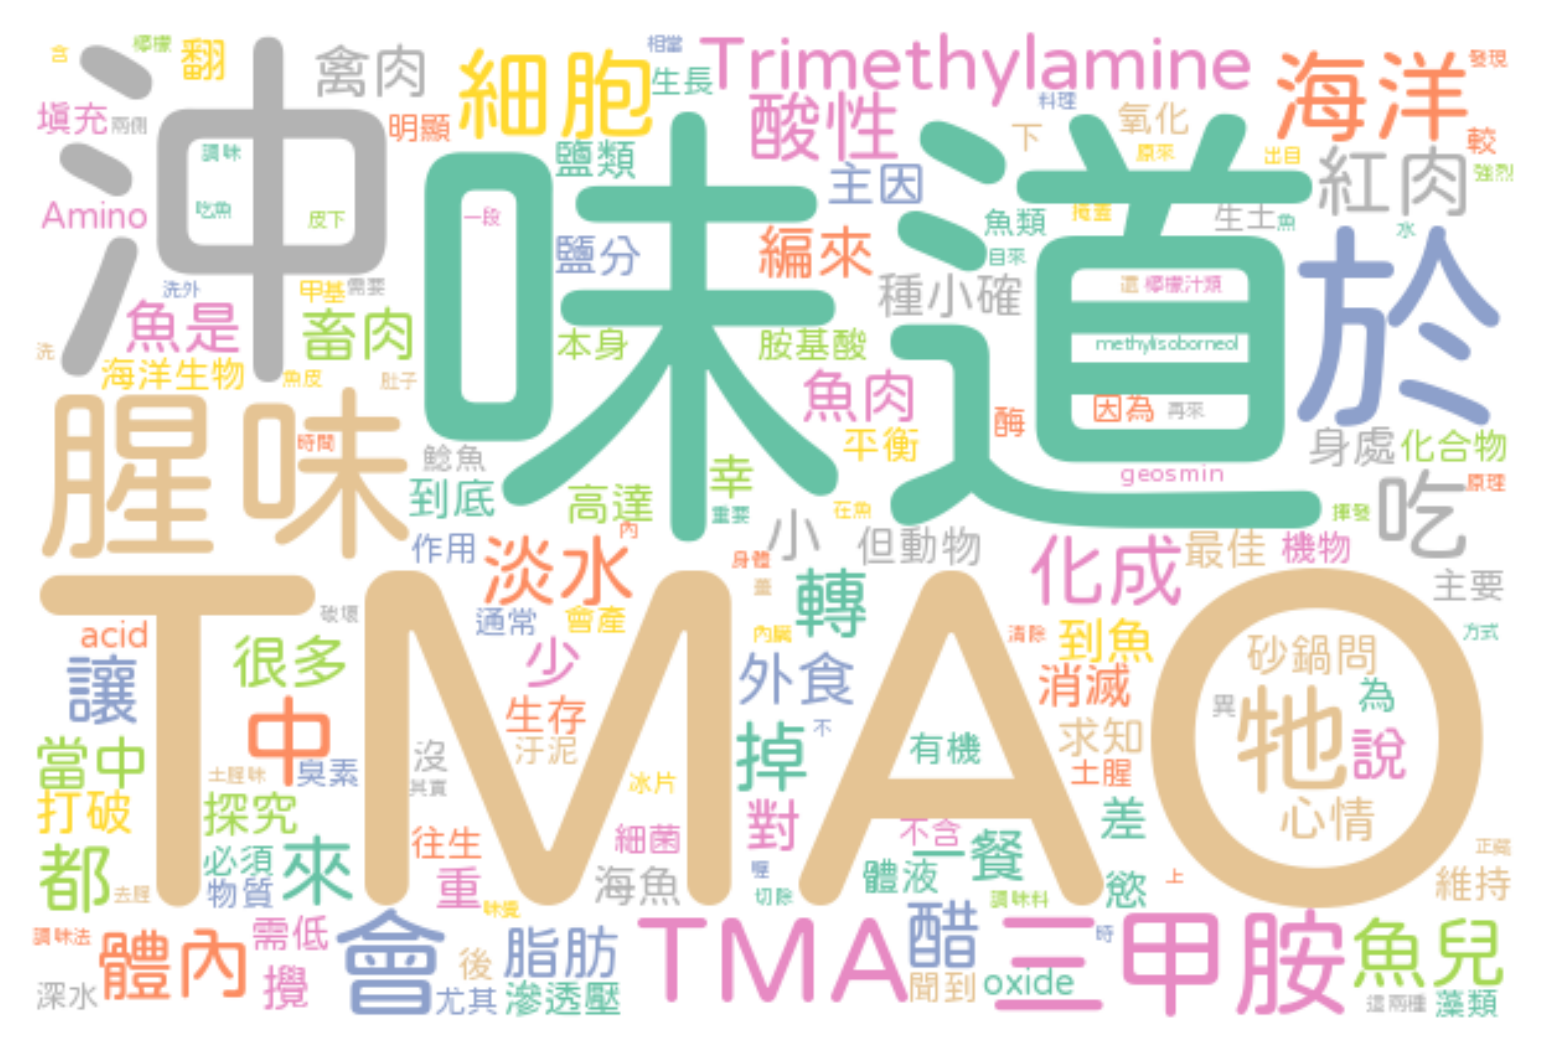 含
檸檬
翻
禽肉
細胞
相當
生長
Trimethylamine
海洋
發現
填充
兩側
沖
明顯
鹽類
酸性
料理
氧化
下
原來
出目
較
強烈
紅肉
調味
味道
主因
Amino
吃魚
皮下
一段
鹽分
編來
魚類
掩蓋
生土
魚
水
目來
種小確
還
檸檬汁類
於
洗外
甲基
需要
魚是
畜肉
本身
胺基酸
methylisoborneol
洗
海洋生物
魚皮
肚子
魚肉
因為
再來
酶
腥味
時間
鯰魚
平衡
身處
化合物
geosmin
到底
高達
幸
重要
在魚
揮發
吃
原理
作用
淡水
內
小
但動物
化成
最佳
機物
身體
薑
轉
主要
TMAO
破壞
通常
會產
內臟
清除
到魚
方式
acid
讓
很多
少
外食
消滅
砂鍋問
異
牠
為
說
中
生存
汙泥
掉
不
有機
求知
土腥
當中
土腥味
臭素
沒
其實
冰片
心情
打破
探究
往生
細菌
對
不含
一餐
差
都
必須
來
物質
去腥
重
海魚
喔
切除
體液
調味料
慾
上
正藏
維持
味覺
調味法
體內
需低
會
脂肪
TMA
醋
三甲胺
時
魚兒
深水
攪
後
尤其
滲透壓
聞到
oxide
這兩種
藻類